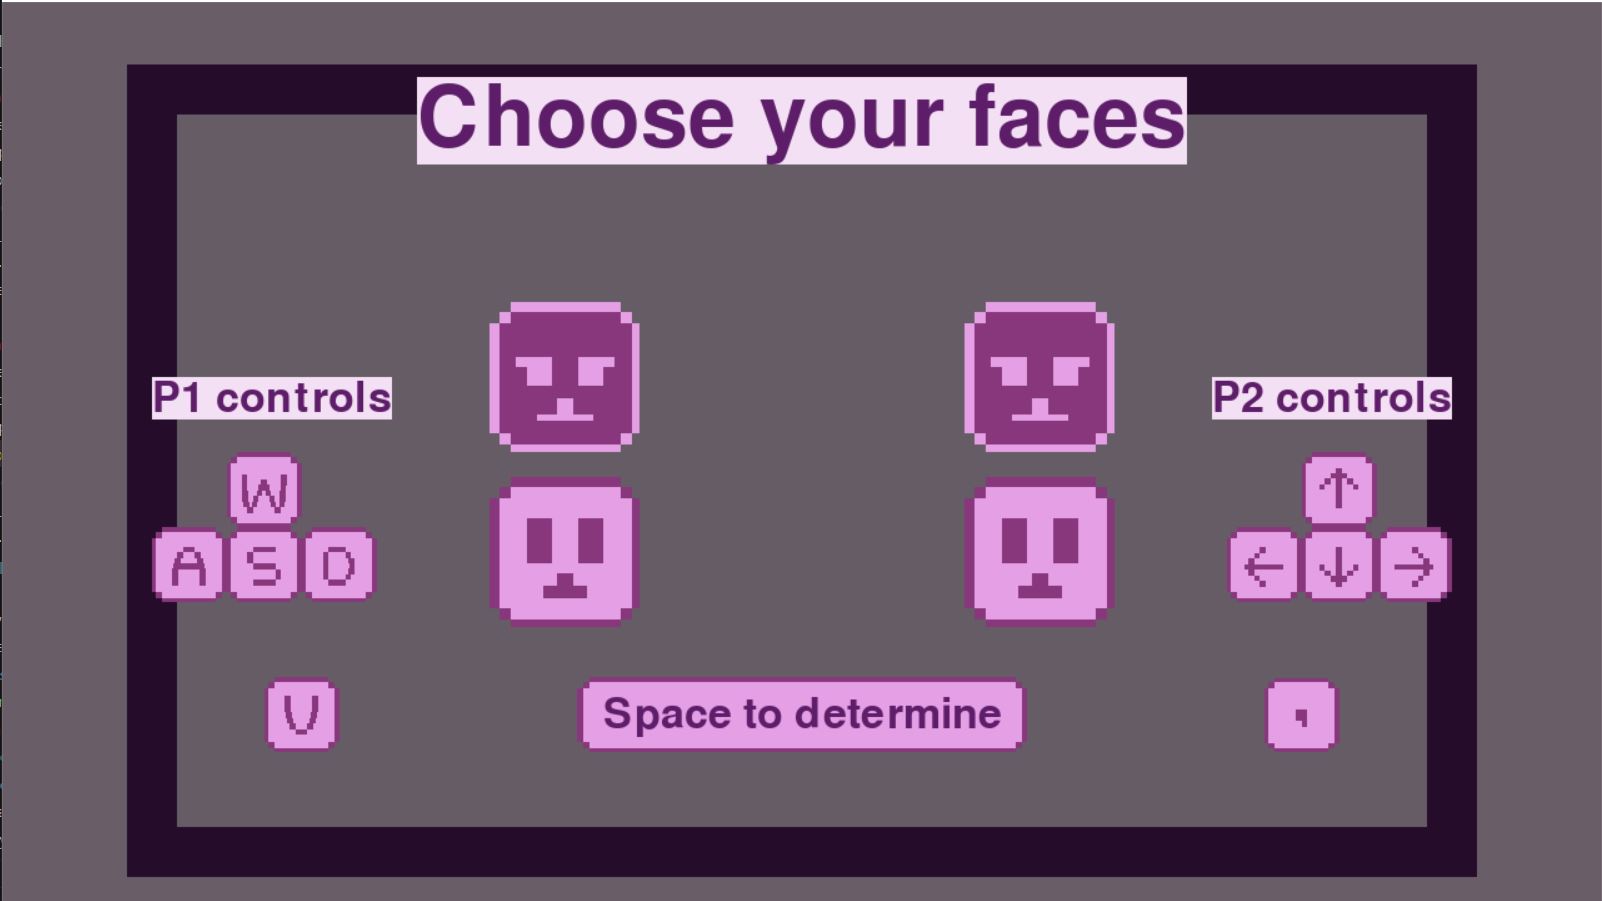 Choose your faces
P1 controls
P2 controls
W
↑
A S D
← ↓ →
V
Space to determine
,